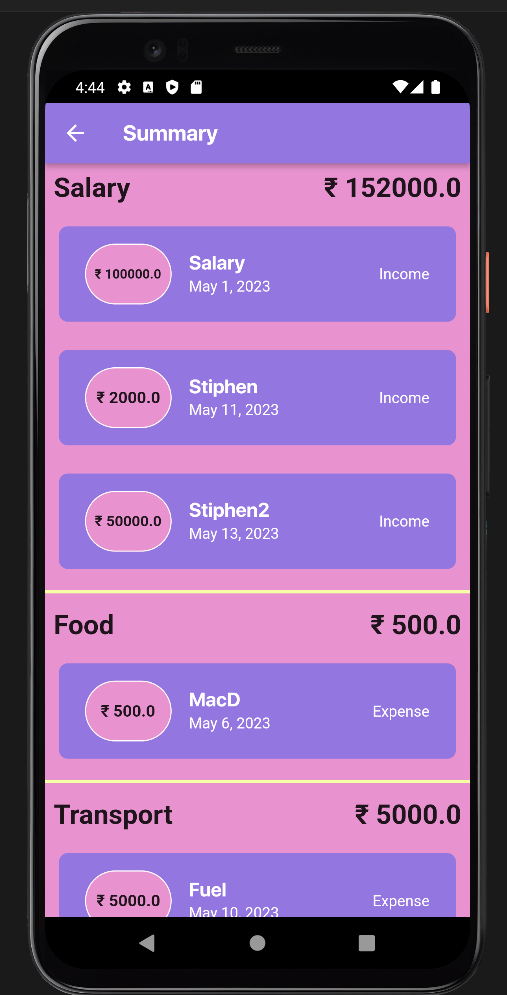 4:44
Summary
Salary ₹ 152000.0
₹ 100000.0 Salary Income
May 1, 2023
₹ 2000.0 Stiphen Income
May 11, 2023
₹ 50000.0 Stiphen2 Income
May 13, 2023
Food ₹ 500.0
₹ 500.0 MacD Expense
May 6, 2023
Transport ₹ 5000.0
₹ 5000.0 Fuel Expense
May 10, 2023